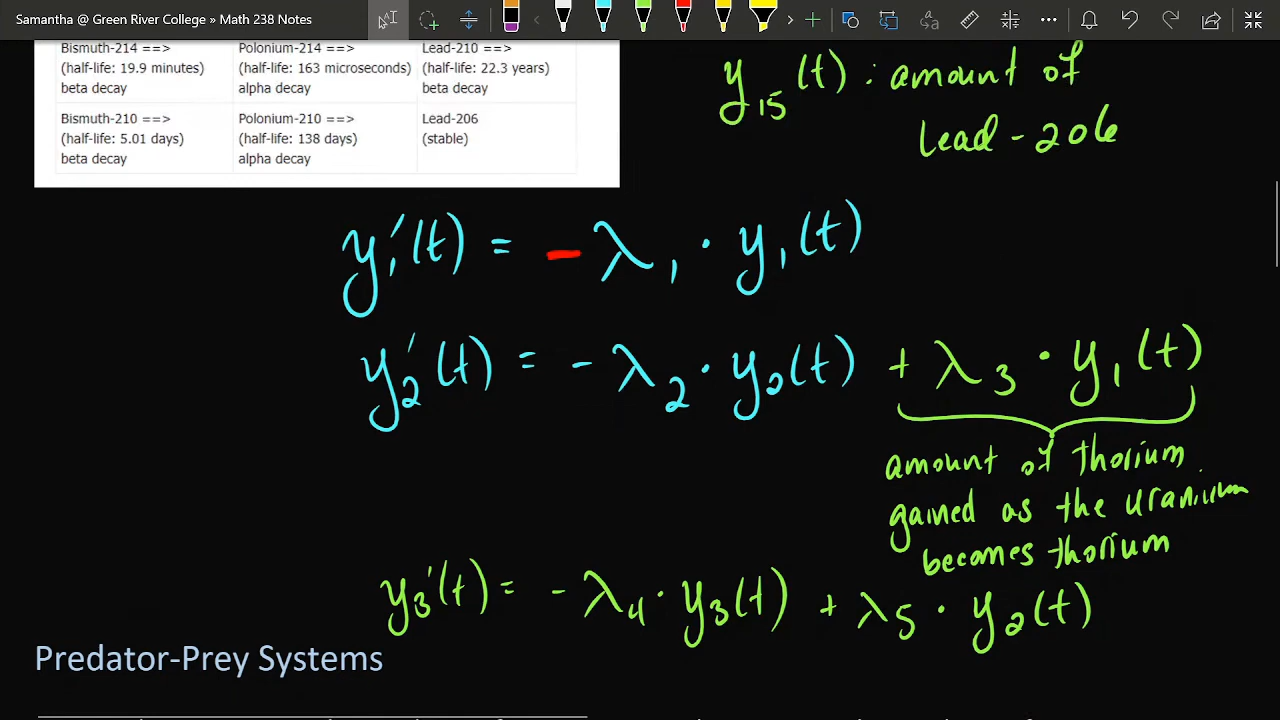 Samantha @ Green River College » Math 238 Notes
Bismuth-214 ==> Polonium-214 ==> Lead-210 ==>
(half-life: 19.9 minutes) (half-life: 163 microseconds) (half-life: 22.3 years)
beta decay alpha decay beta decay
Bismuth-210 ==> Polonium-210 ==> Lead-206
(half-life: 5.01 days) (half-life: 138 days) (stable)
beta decay alpha decay
y₁₅(t) : amount of
lead-206
y₁'(t) = -λ₁ · y₁(t)
y₂'(t) = -λ₂ · y₂(t) + λ₃ · y₁(t)
amount of thorium
gained as the uranium
becomes thorium
y₃'(t) = -λ₄ · y₃(t) + λ₅ · y₂(t)
Predator-Prey Systems